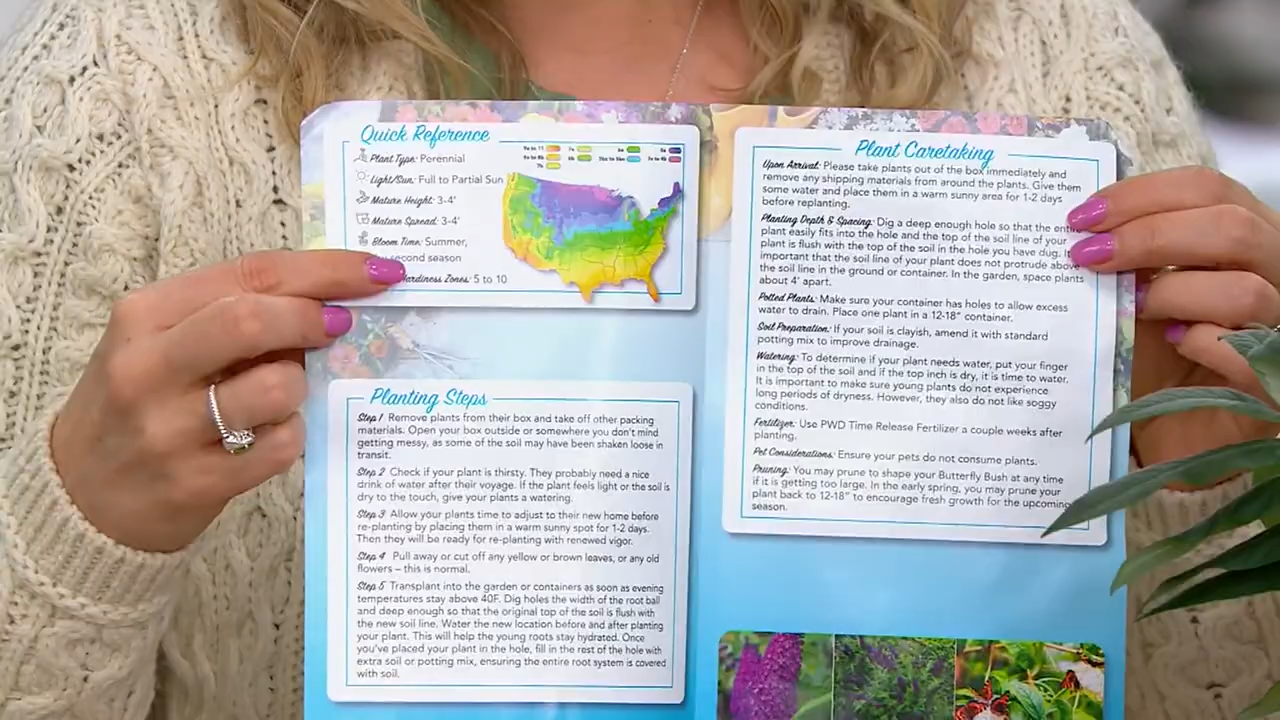 Quick Reference
Plant Type: Perennial
Light/Sun: Full to Partial Sun
Mature Height: 3-4'
Mature Spread: 3-4'
Bloom Time: Summer,
second season
Hardiness Zones: 5 to 10
Planting Steps
Step 1 Remove plants from their box and take off other packing
materials. Open your box outside or somewhere you don't mind
getting messy, as some of the soil may have been shaken loose in
transit.
Step 2 Check if your plant is thirsty. They probably need a nice
drink of water after their voyage. If the plant feels light or the soil is
dry to the touch, give your plants a watering.
Step 3 Allow your plants time to adjust to their new home before
re-planting by placing them in a warm sunny spot for 1-2 days.
Then they will be ready for re-planting with renewed vigor.
Step 4 Pull away or cut off any yellow or brown leaves, or any old
flowers – this is normal.
Step 5 Transplant into the garden or containers as soon as evening
temperatures stay above 40F. Dig holes the width of the root ball
and deep enough so that the original top of the soil is flush with
the new soil line. Water the new location before and after planting
your plant. This will help the young roots stay hydrated. Once
you've placed your plant in the hole, fill in the rest of the hole with
extra soil or potting mix, ensuring the entire root system is covered
with soil.
Plant Caretaking
Upon Arrival: Please take plants out of the box immediately and
remove any shipping materials from around the plants. Give them
some water and place them in a warm sunny area for 1-2 days
before replanting.
Planting Depth & Spacing: Dig a deep enough hole so that the entire
plant easily fits into the hole and the top of the soil line of your
plant is flush with the top of the soil in the hole you have dug. It
important that the soil line of your plant does not protrude above
the soil line in the ground or container. In the garden, space plants
about 4' apart.
Potted Plants: Make sure your container has holes to allow excess
water to drain. Place one plant in a 12-18" container.
Soil Preparation: If your soil is clayish, amend it with standard
potting mix to improve drainage.
Watering: To determine if your plant needs water, put your finger
in the top of the soil and if the top inch is dry, it is time to water.
It is important to make sure young plants do not experience
long periods of dryness. However, they also do not like soggy
conditions.
Fertilizer: Use PWD Time Release Fertilizer a couple weeks after
planting.
Pet Considerations: Ensure your pets do not consume plants.
Pruning: You may prune to shape your Butterfly Bush at any time
if it is getting too large. In the early spring, you may prune your
plant back to 12-18" to encourage fresh growth for the upcoming
season.